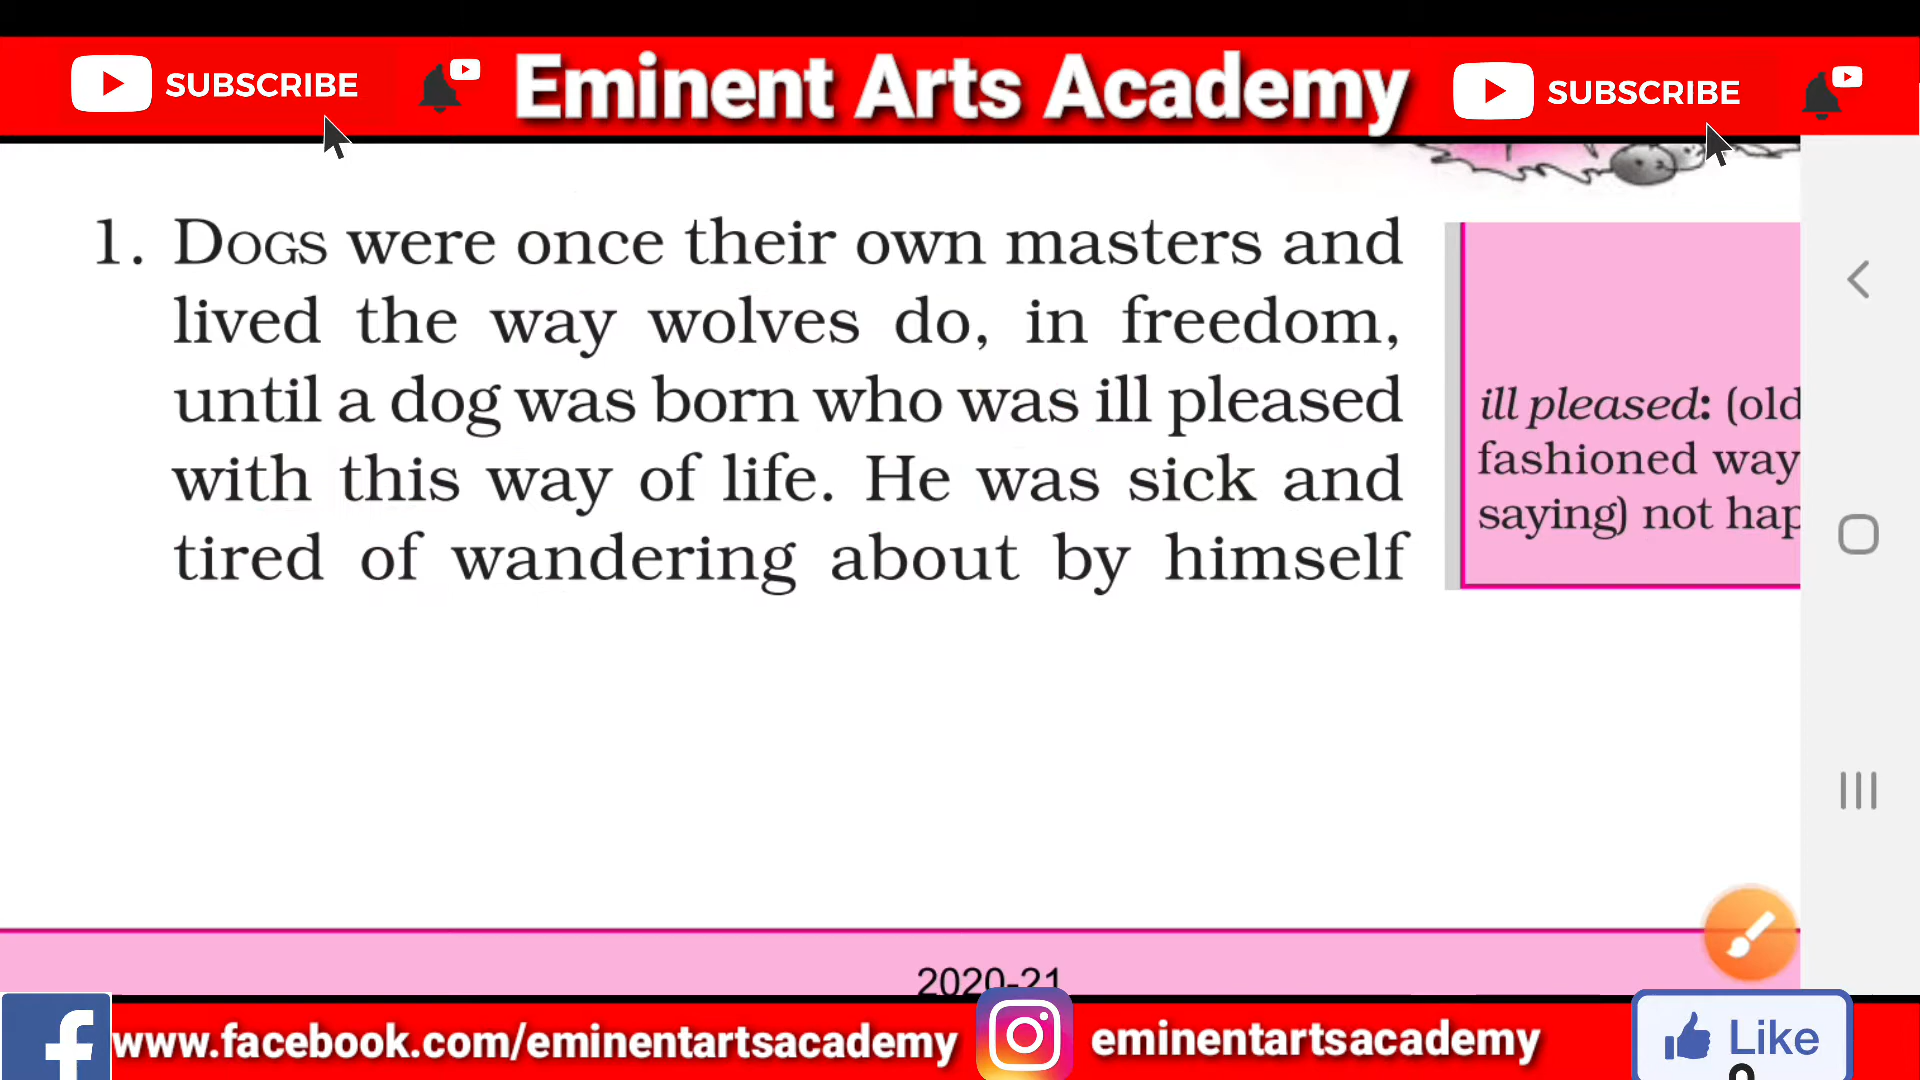 SUBSCRIBE
Eminent Arts Academy
SUBSCRIBE
1. DOGS were once their own masters and
lived the way wolves do, in freedom,
until a dog was born who was ill pleased
with this way of life. He was sick and
tired of wandering about by himself
ill pleased: (old
fashioned way
saying) not hap
2020-21
www.facebook.com/eminentartsacademy
eminentartsacademy
Like